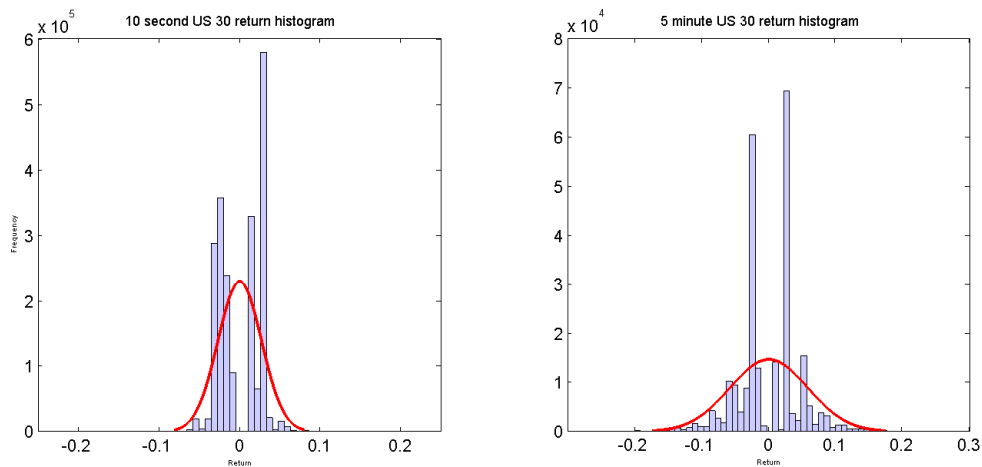 10 second US 30 return histogram
x 10^5
6
5
4
3
2
1
0
Frequency
-0.2 -0.1 0 0.1 0.2
Return
5 minute US 30 return histogram
x 10^4
8
7
6
5
4
3
2
1
0
-0.2 -0.1 0 0.1 0.2 0.3
Return